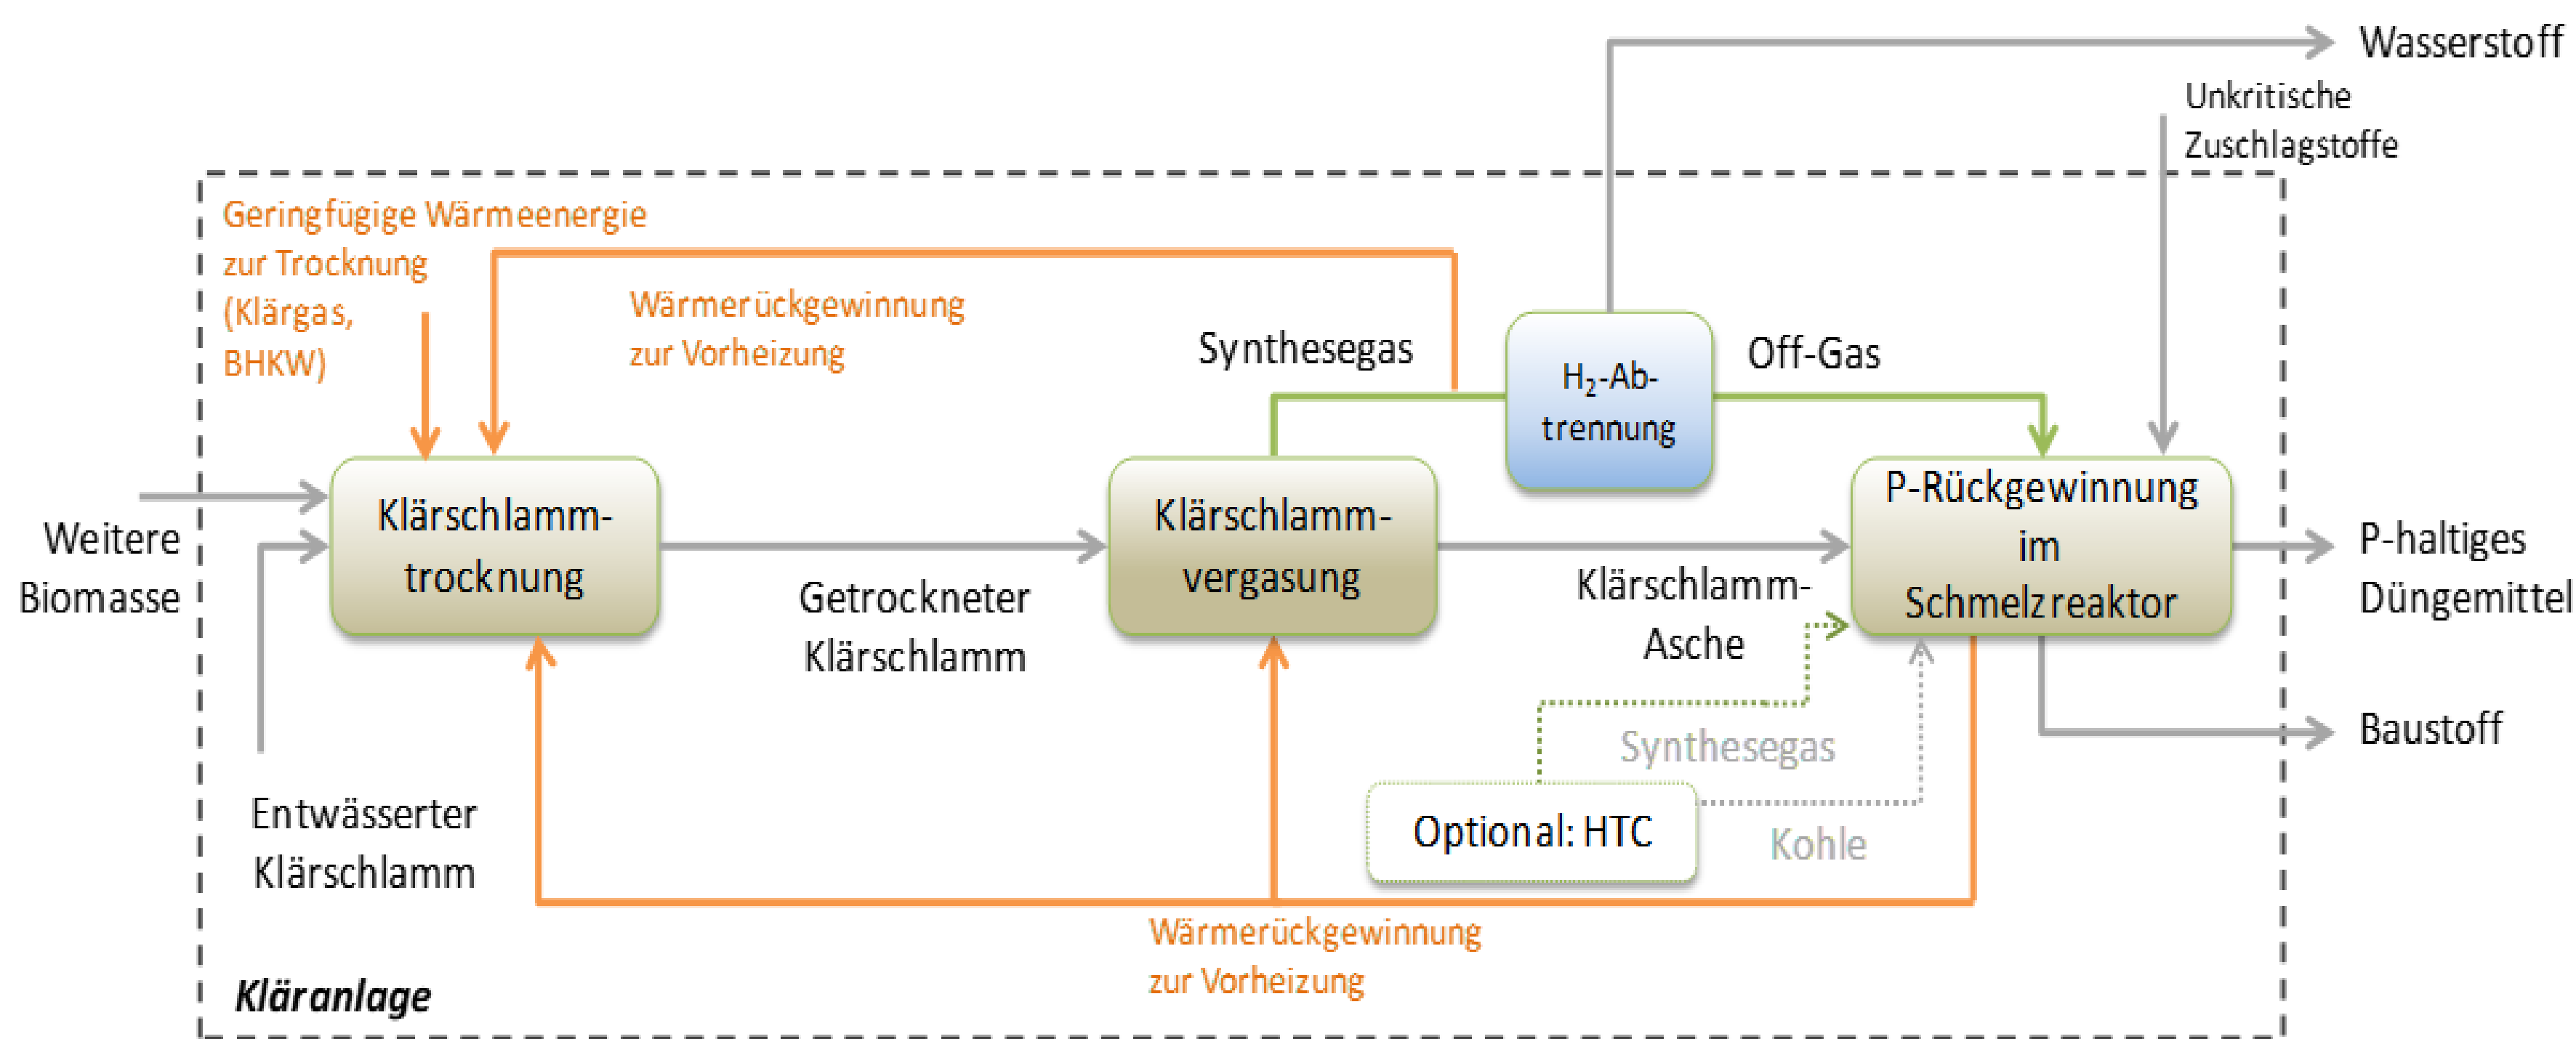 Wasserstoff
Unkritische
Zuschlagstoffe
Geringfügige Wärmeenergie
zur Trocknung
(Klärgas,
BHKW)
Wärmerückgewinnung
zur Vorheizung
Synthesegas
H₂-Ab-
trennung
Off-Gas
Weitere
Biomasse
Klärschlamm-
trocknung
Getrockneter
Klärschlamm
Klärschlamm-
vergasung
Klärschlamm-
Asche
P-Rückgewinnung
im
Schmelzreaktor
P-haltiges
Düngemittel
Baustoff
Synthesegas
Optional: HTC
Kohle
Entwässerter
Klärschlamm
Wärmerückgewinnung
zur Vorheizung
Kläranlage